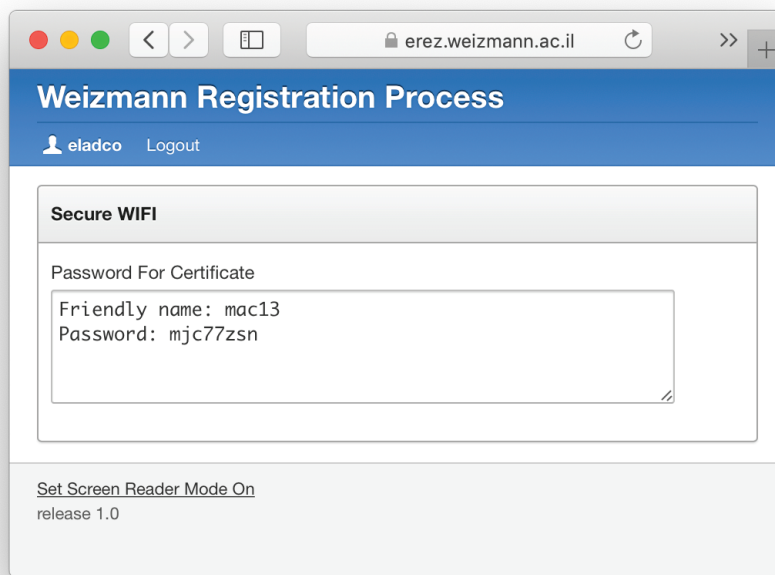 erez.weizmann.ac.il
Weizmann Registration Process
eladco Logout
Secure WIFI
Password For Certificate
Friendly name: mac13
Password: mjc77zsn
Set Screen Reader Mode On
release 1.0